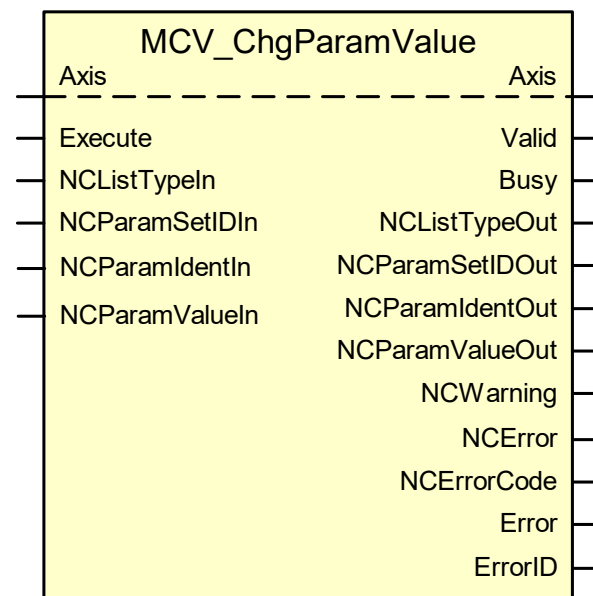 MCV_ChgParamValue
Axis Axis
Execute Valid
NCListTypeIn Busy
NCParamSetIDIn NCListTypeOut
NCParamIdentIn NCParamSetIDOut
NCParamValueIn NCParamIdentOut
NCParamValueOut
NCWarning
NCError
NCErrorCode
Error
ErrorID